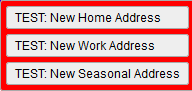 TEST: New Home Address
TEST: New Work Address
TEST: New Seasonal Address